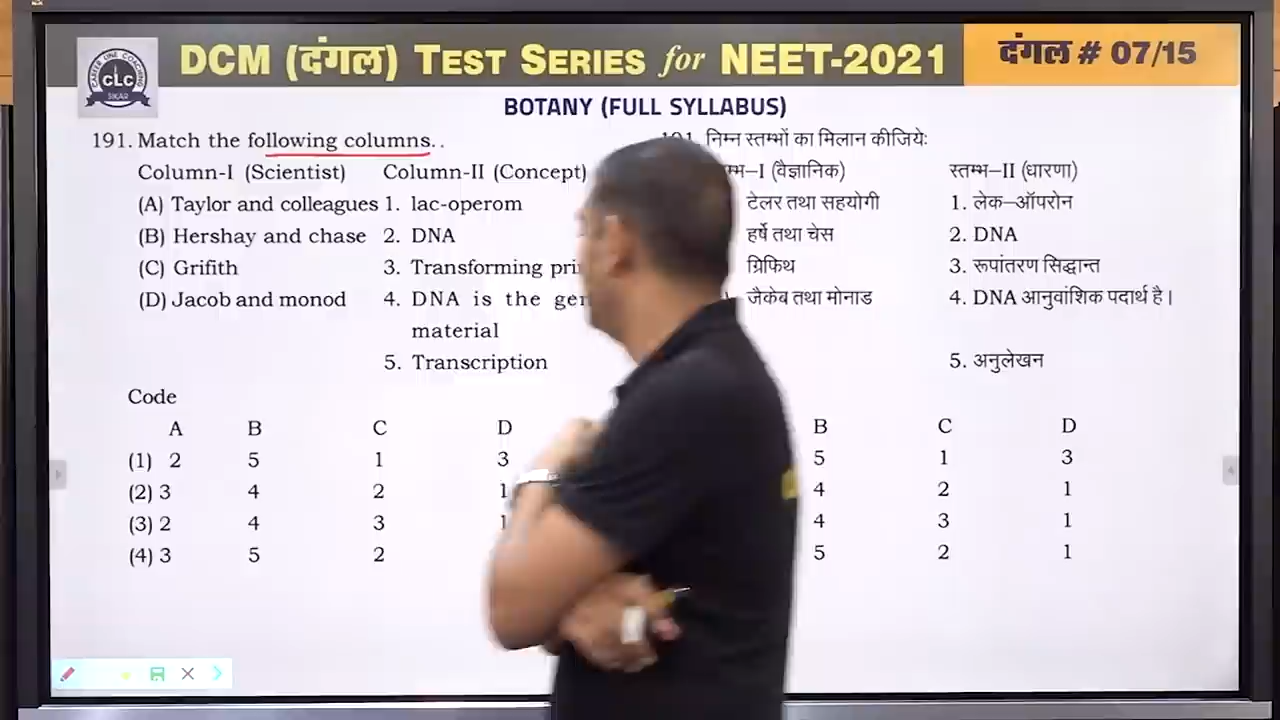 CAREER LINE COACHING
CLC
SIKAR
DCM (दंगल) TEST SERIES for NEET-2021
दंगल # 07/15
BOTANY (FULL SYLLABUS)
191. Match the following columns. .
Column-I (Scientist) Column-II (Concept)
(A) Taylor and colleagues 1. lac-operom
(B) Hershay and chase 2. DNA
(C) Grifith 3. Transforming
(D) Jacob and monod 4. DNA is the
material
5. Transcription
Code
A B C D
(1) 2 5 1 3
(2) 3 4 2 1
(3) 2 4 3 1
(4) 3 5 2
निम्न स्तम्भों का मिलान कीजियेः
–I (वैज्ञानिक) स्तम्भ–II (धारणा)
टेलर तथा सहयोगी 1. लेक–ऑपरोन
हर्षे तथा चेस 2. DNA
ग्रिफिथ 3. रूपांतरण सिद्धान्त
जैकेब तथा मोनाड 4. DNA आनुवांशिक पदार्थ है।
5. अनुलेखन
B C D
5 1 3
4 2 1
4 3 1
5 2 1